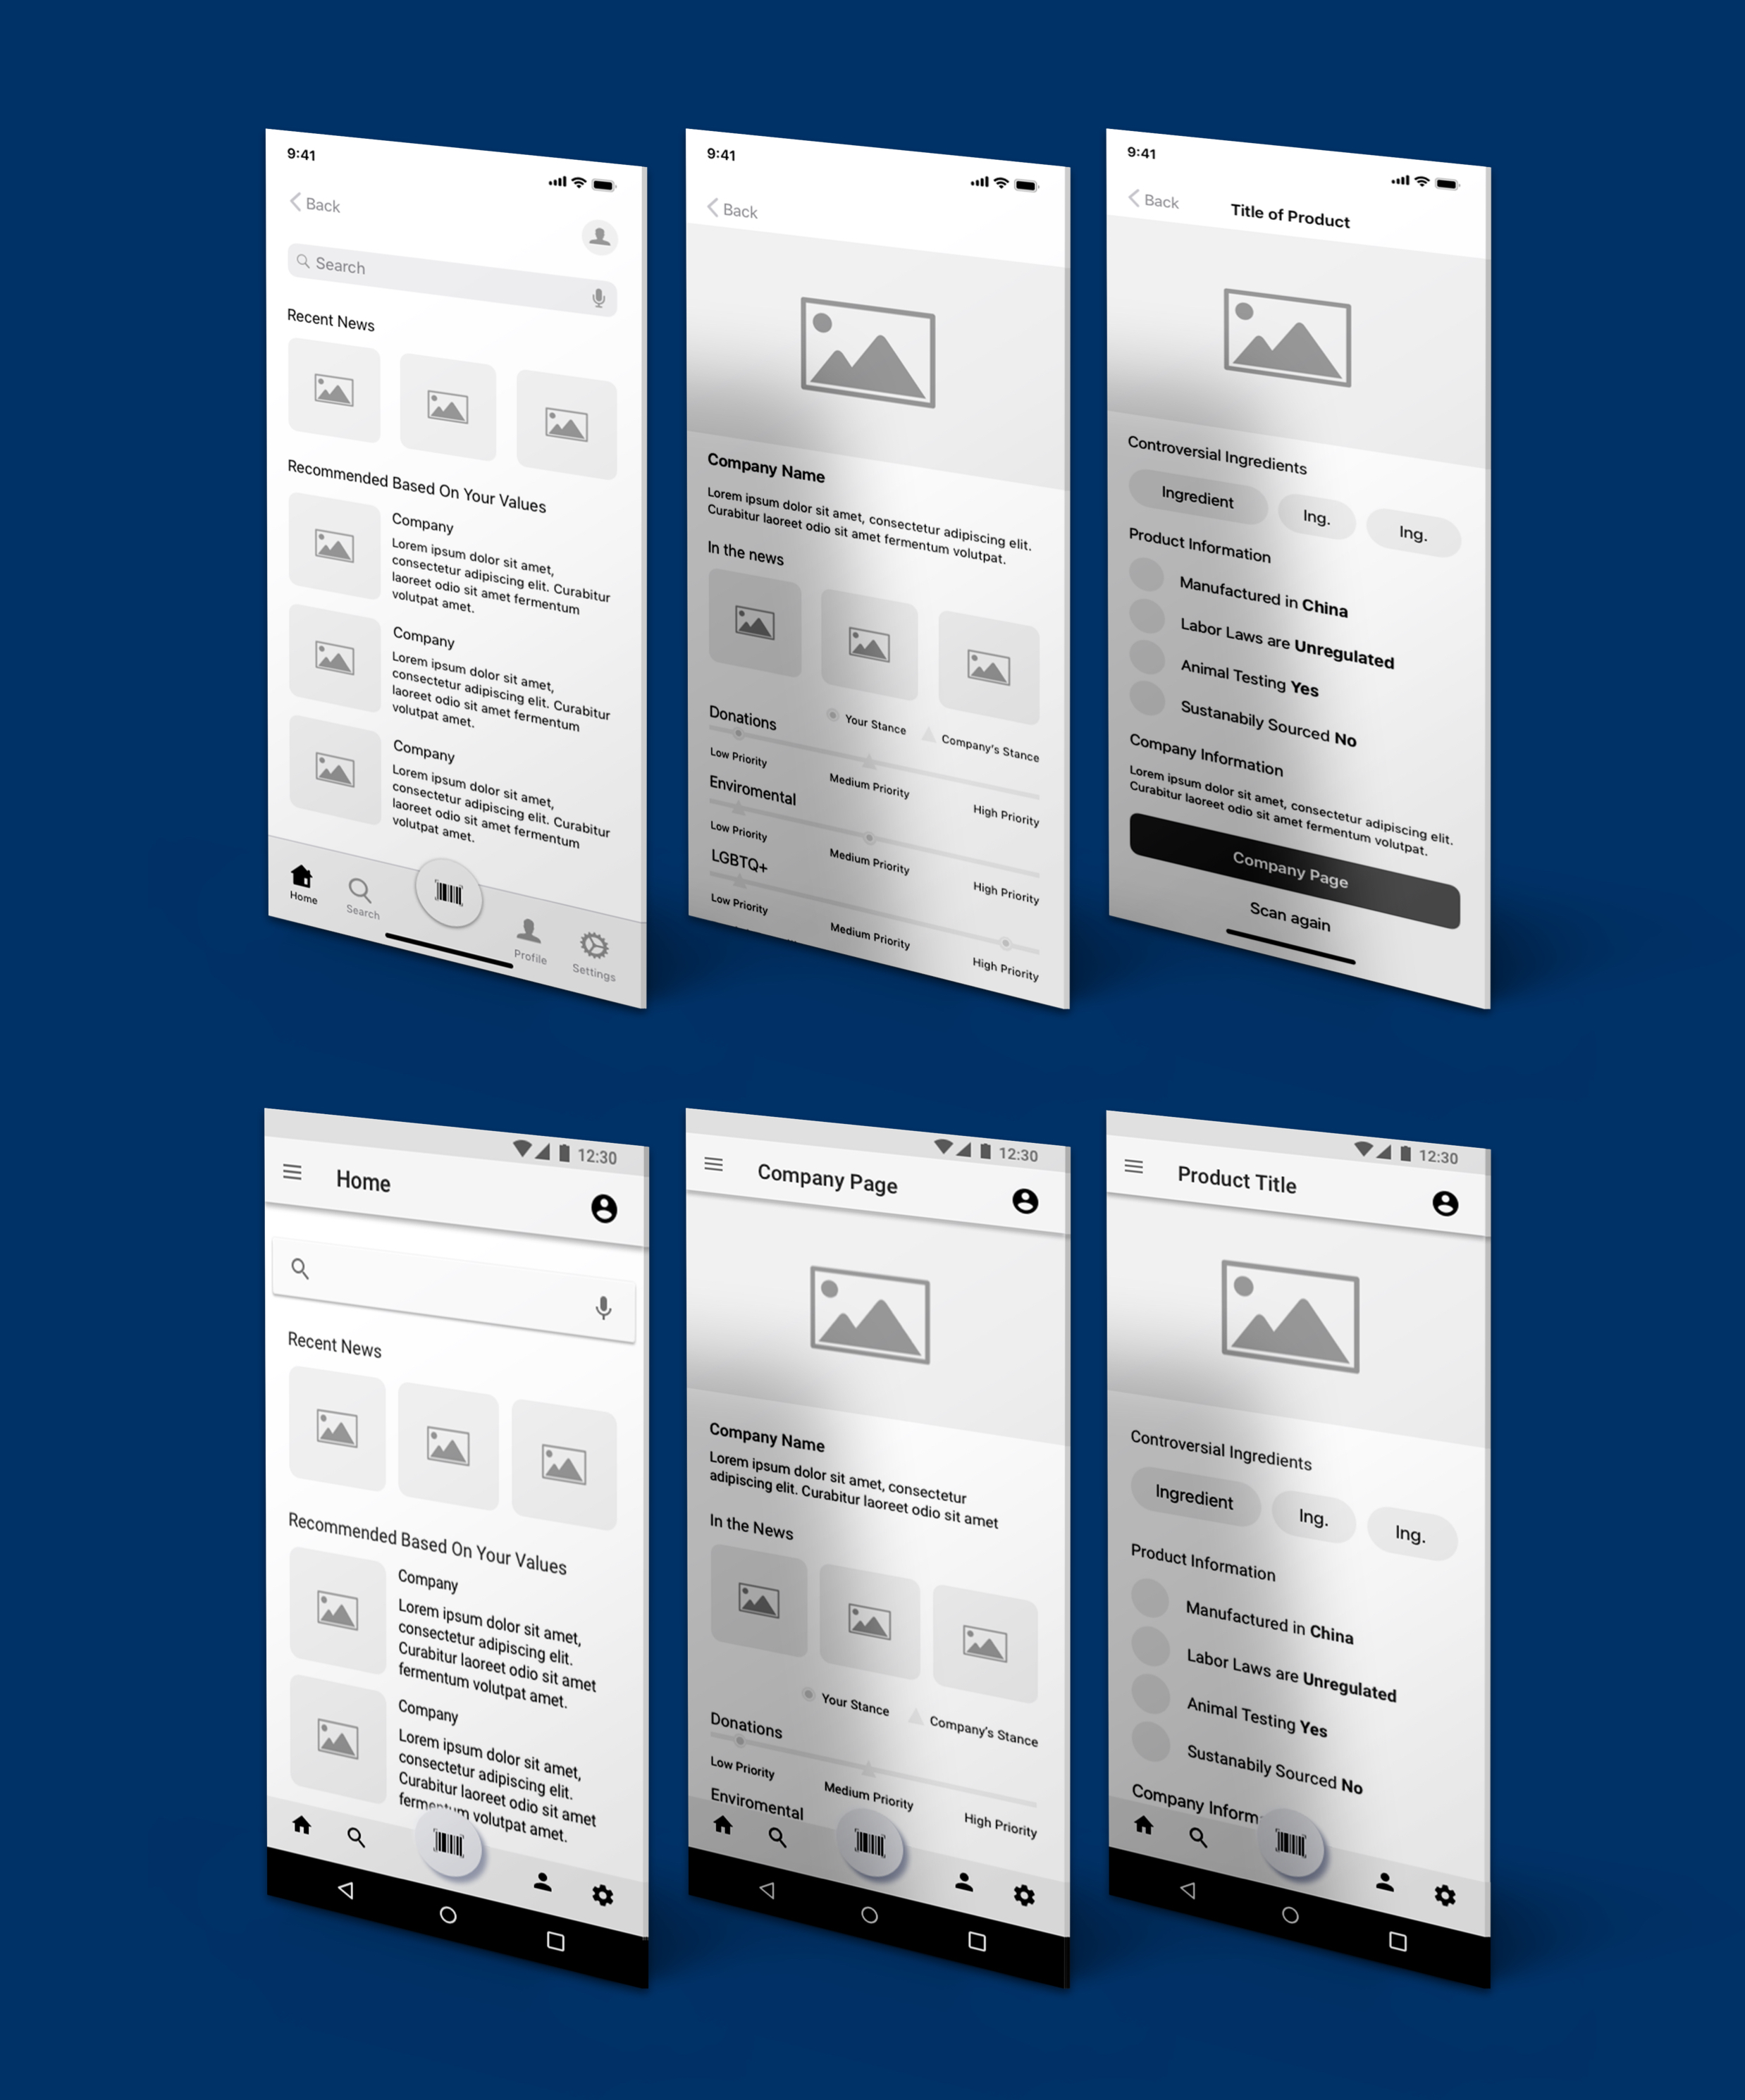 9:41
Back
Search
Recent News
Recommended Based On Your Values
Company
Lorem ipsum dolor sit amet,
consectetur adipiscing elit. Curabitur
laoreet odio sit amet fermentum
volutpat amet.
Company
Lorem ipsum dolor sit amet,
consectetur adipiscing elit. Curabitur
laoreet odio sit amet fermentum
volutpat amet.
Company
Lorem ipsum dolor sit amet,
consectetur adipiscing elit. Curabitur
laoreet odio sit amet fermentum
volutpat amet.
Home
Search
Profile
Settings
9:41
Back
Company Name
Lorem ipsum dolor sit amet, consectetur adipiscing elit.
Curabitur laoreet odio sit amet fermentum volutpat.
In the news
Your Stance
Company's Stance
Donations
Low Priority
Medium Priority
High Priority
Enviromental
Low Priority
Medium Priority
High Priority
LGBTQ+
Low Priority
Medium Priority
High Priority
9:41
Back
Title of Product
Controversial Ingredients
Ingredient
Ing.
Ing.
Product Information
Manufactured in China
Labor Laws are Unregulated
Animal Testing Yes
Sustanabily Sourced No
Company Information
Lorem ipsum dolor sit amet, consectetur adipiscing elit.
Curabitur laoreet odio sit amet fermentum volutpat.
Company Page
Scan again
12:30
Home
Recent News
Recommended Based On Your Values
Company
Lorem ipsum dolor sit amet,
consectetur adipiscing elit.
Curabitur laoreet odio sit amet
fermentum volutpat amet.
Company
Lorem ipsum dolor sit amet,
consectetur adipiscing elit.
Curabitur laoreet odio sit amet
fermentum volutpat amet.
12:30
Company Page
Company Name
Lorem ipsum dolor sit amet, consectetur
adipiscing elit. Curabitur laoreet odio sit amet
In the News
Your Stance
Company's Stance
Donations
Low Priority
Medium Priority
High Priority
Enviromental
12:30
Product Title
Controversial Ingredients
Ingredient
Ing.
Ing.
Product Information
Manufactured in China
Labor Laws are Unregulated
Animal Testing Yes
Sustanabily Sourced No
Company Inform